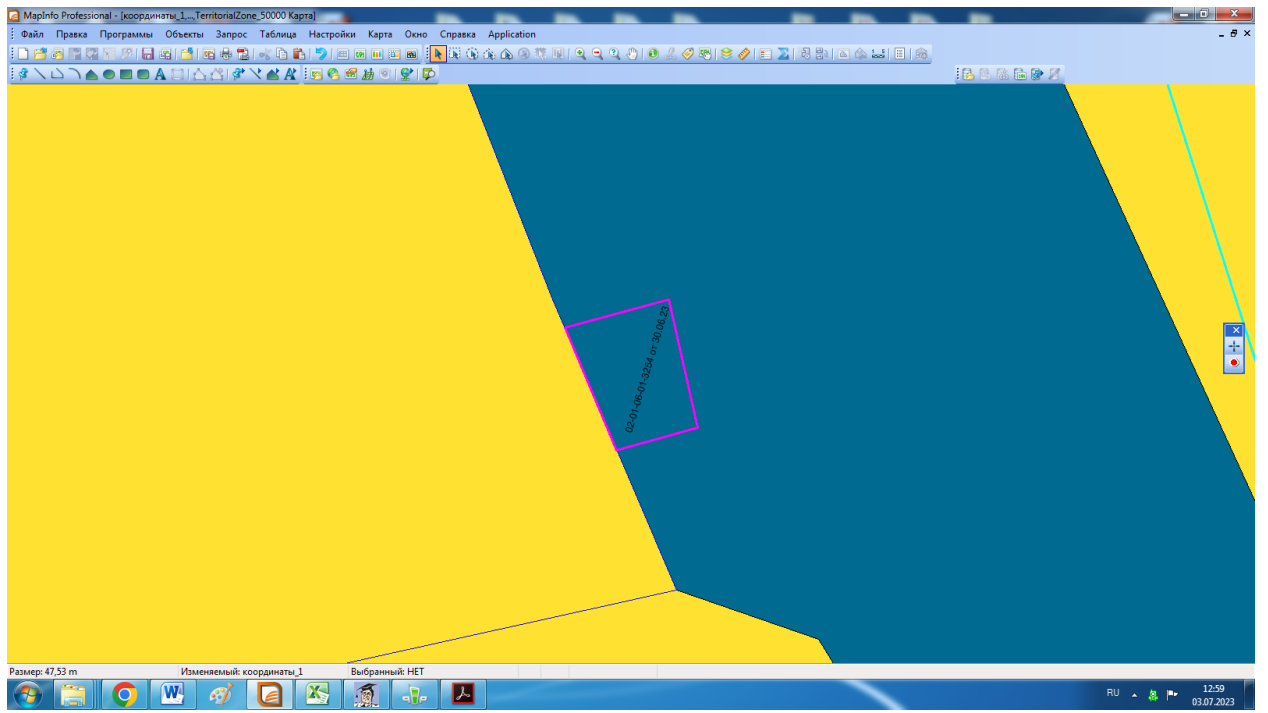 MapInfo Professional - [координаты_1,...,TerritorialZone_50000 Карта]
Файл Правка Программы Объекты Запрос Таблица Настройки Карта Окно Справка Application
02-01-06-01-3254 от 30.06.23
Размер: 47,53 m Изменяемый: координаты_1 Выбранный: НЕТ
RU 12:59
03.07.2023